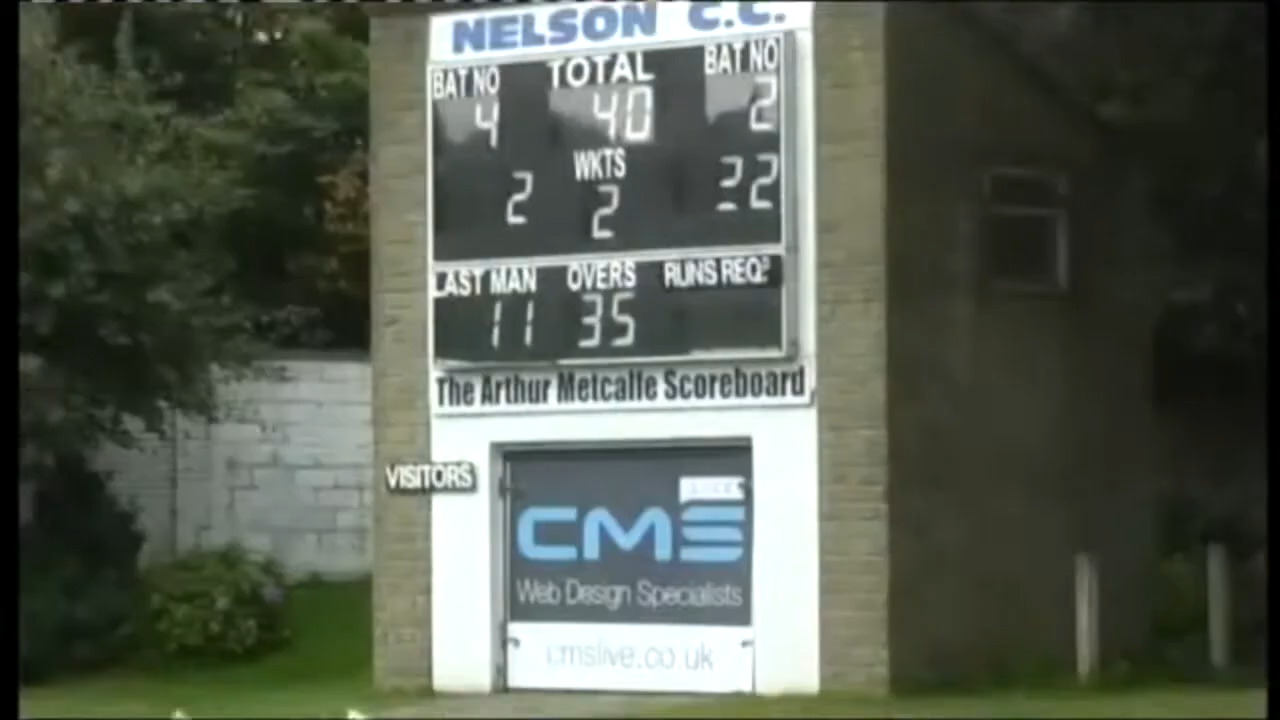 NELSON C.C.
BAT NO TOTAL BAT NO
4 40 2
WKTS
2 2 22
LAST MAN OVERS RUNS REQ?
11 35
The Arthur Metcalfe Scoreboard
VISITORS
CMS
Web Design Specialists
cmslive.co.uk